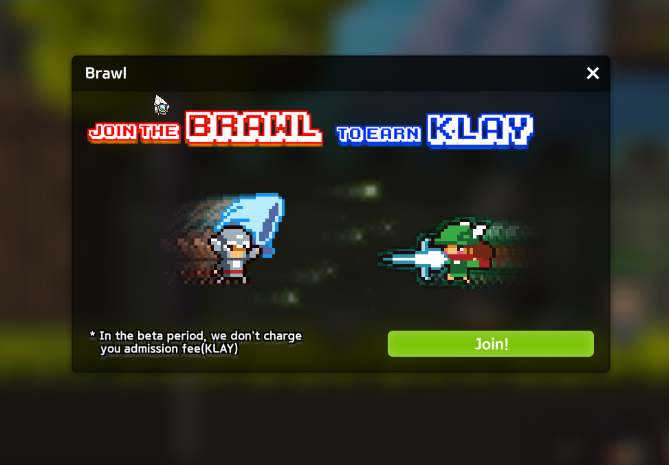 Brawl
JOIN THE BRAWL TO EARN KLAY
* In the beta period, we don't charge
you admission fee(KLAY)
Join!